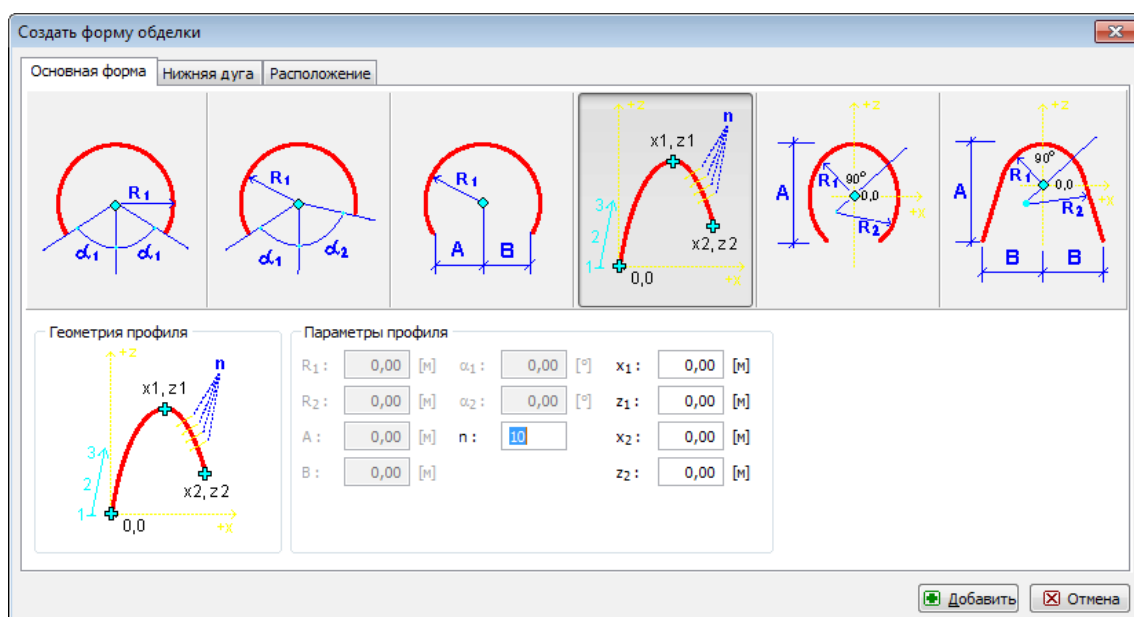 Создать форму обделки
Основная форма Нижняя дуга Расположение
R1 α1 α1
R1 α1 α2
R1 A B
+z n x1,z1 3 2 1 x2,z2 0,0 +x
+z A R1 90° 0,0 +x R2
+z A 90° R1 0,0 +x R2 B B
Геометрия профиля
+z
n
x1,z1
3
2
x2,z2
1
0,0 +x
Параметры профиля
R1: 0,00 [м] α1: 0,00 [°] x1: 0,00 [м]
R2: 0,00 [м] α2: 0,00 [°] z1: 0,00 [м]
A: 0,00 [м] n: 10 x2: 0,00 [м]
B: 0,00 [м] z2: 0,00 [м]
Добавить Отмена